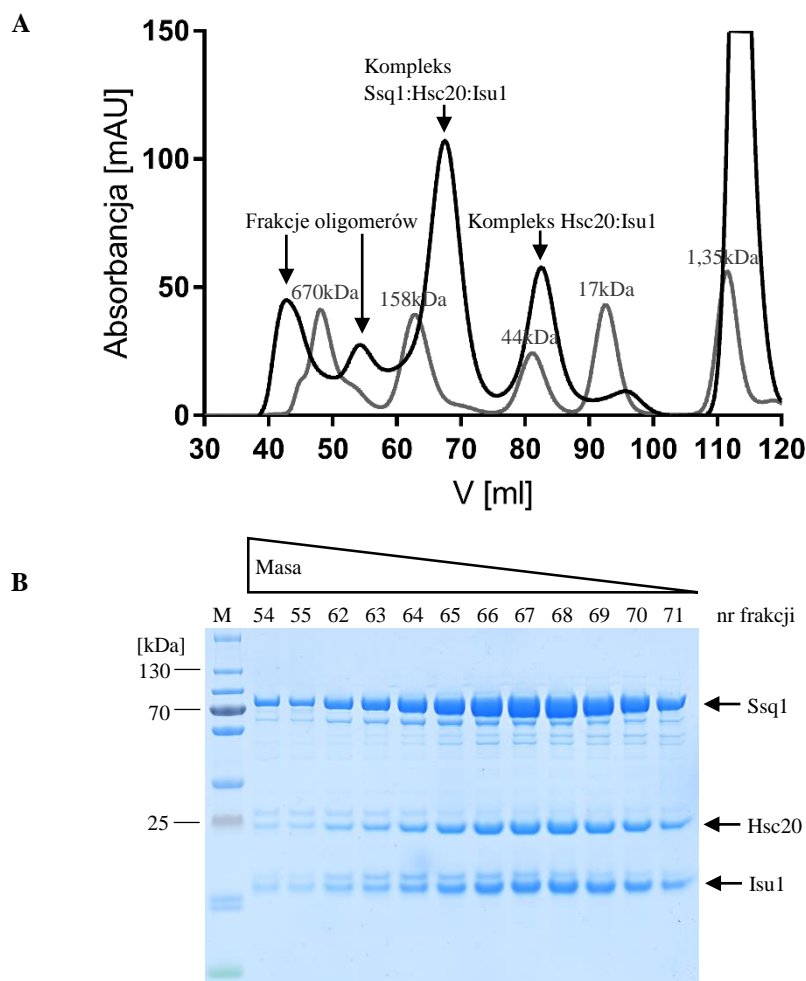 A
150
100
50
0
Absorbancja [mAU]
Kompleks
Ssq1:Hsc20:Isu1
Frakcje oligomerów
Kompleks Hsc20:Isu1
670kDa
158kDa
44kDa
17kDa
1,35kDa
30 40 50 60 70 80 90 100 110 120
V [ml]
B
Masa
M 54 55 62 63 64 65 66 67 68 69 70 71 nr frakcji
[kDa]
130
70
25
Ssq1
Hsc20
Isu1